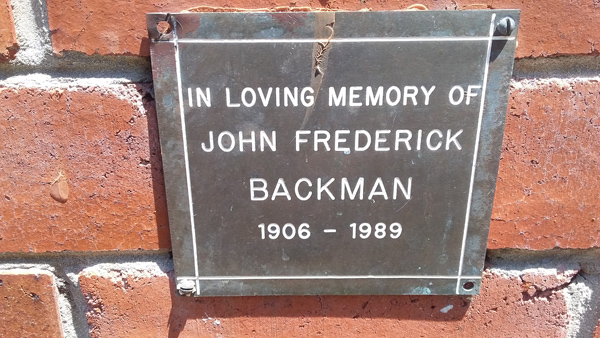 IN LOVING MEMORY OF
JOHN FREDERICK
BACKMAN
1906 - 1989